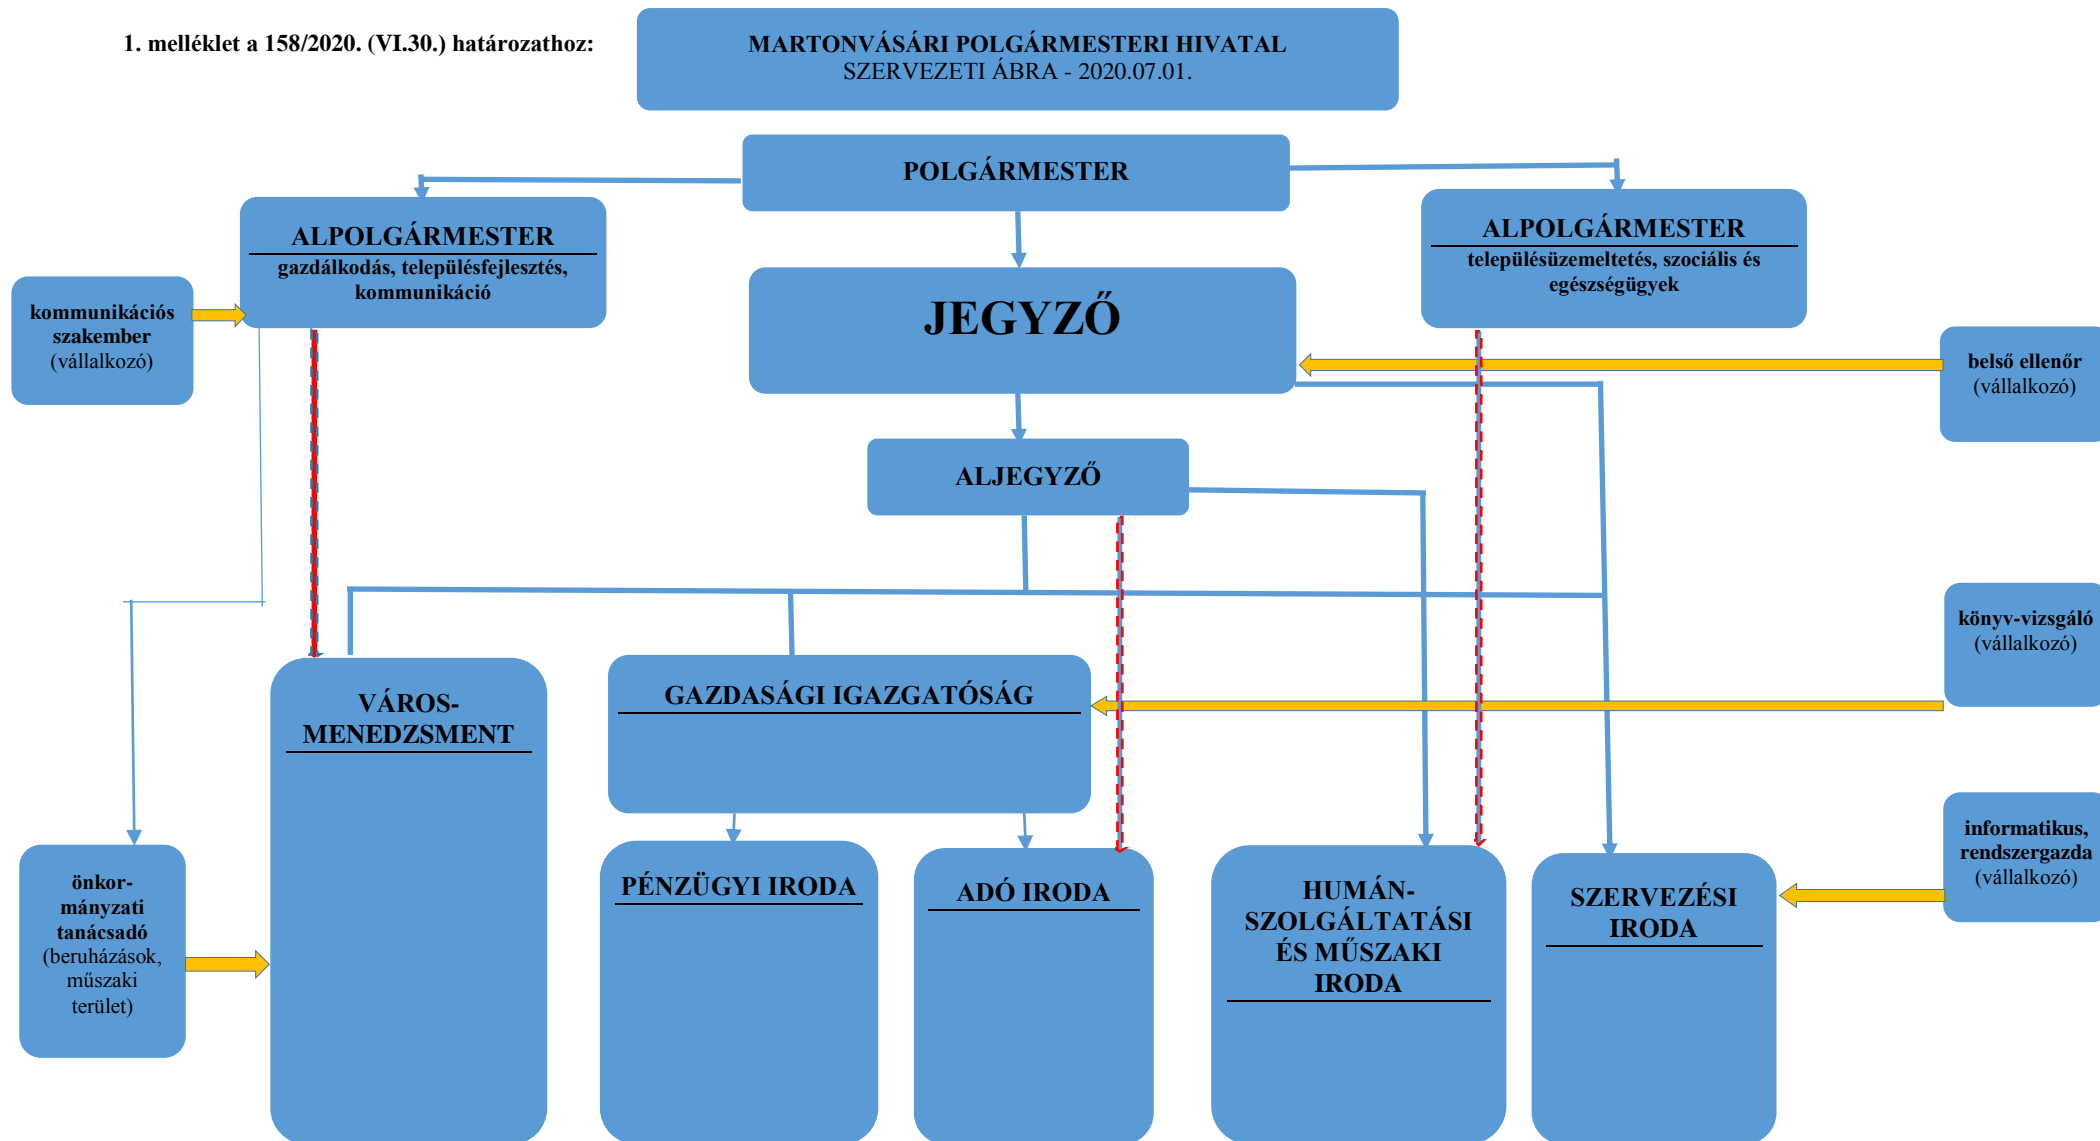 1. melléklet a 158/2020. (VI.30.) határozathoz:
MARTONVÁSÁRI POLGÁRMESTERI HIVATAL
SZERVEZETI ÁBRA - 2020.07.01.
POLGÁRMESTER
ALPOLGÁRMESTER
gazdálkodás, településfejlesztés,
kommunikáció
ALPOLGÁRMESTER
településüzemeltetés, szociális és
egészségügyek
kommunikációs
szakember
(vállalkozó)
JEGYZŐ
belső ellenőr
(vállalkozó)
ALJEGYZŐ
könyv-vizsgáló
(vállalkozó)
VÁROS-
MENEDZSMENT
GAZDASÁGI IGAZGATÓSÁG
informatikus,
rendszergazda
(vállalkozó)
önkor-
mányzati
tanácsadó
(beruházások,
műszaki
terület)
PÉNZÜGYI IRODA
ADÓ IRODA
HUMÁN-
SZOLGÁLTATÁSI
ÉS MŰSZAKI
IRODA
SZERVEZÉSI
IRODA